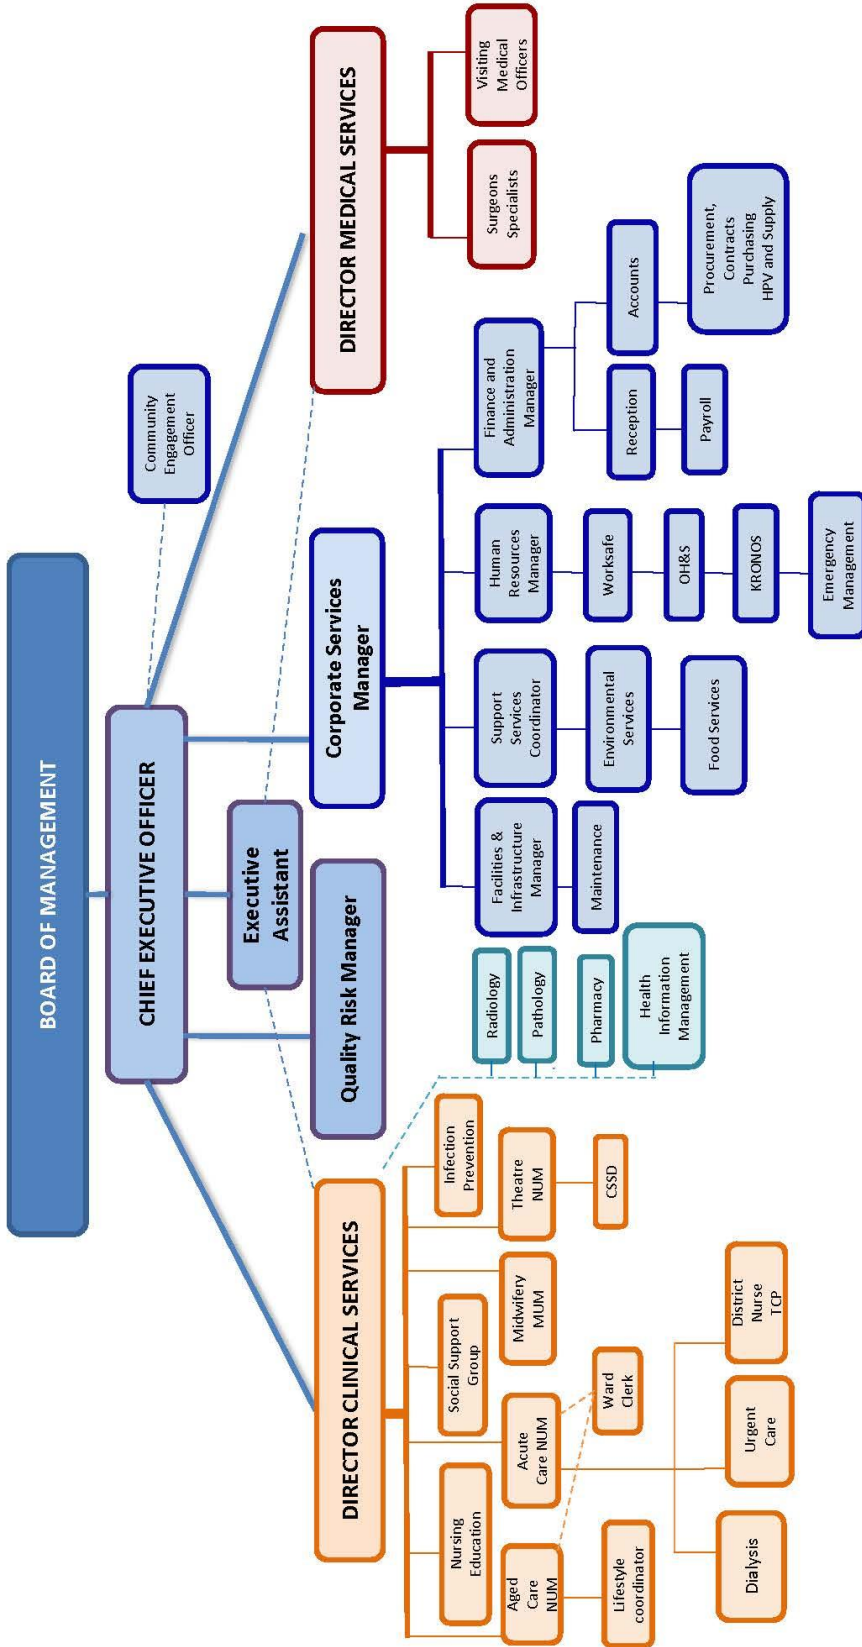 BOARD OF MANAGEMENT
CHIEF EXECUTIVE OFFICER
Community
Engagement
Officer
Executive
Assistant
DIRECTOR CLINICAL SERVICES
Quality Risk Manager
Corporate Services
Manager
DIRECTOR MEDICAL SERVICES
Nursing
Education
Social Support
Group
Infection
Prevention
Aged
Care
NUM
Acute
Care NUM
Midwifery
MUM
Theatre
NUM
Lifestyle
coordinator
Ward
Clerk
CSSD
Dialysis
Urgent
Care
District
Nurse
TCP
Radiology
Pathology
Pharmacy
Health
Information
Management
Facilities &
Infrastructure
Manager
Maintenance
Support
Services
Coordinator
Environmental
Services
Food Services
Human
Resources
Manager
Worksafe
OH&S
KRONOS
Emergency
Management
Finance and
Administration
Manager
Reception
Payroll
Accounts
Procurement,
Contracts
Purchasing
HPV and Supply
Surgeons
Specialists
Visiting
Medical
Officers